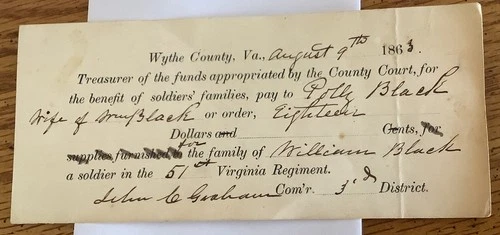 Wythe County, Va., August 9th 1863.
Treasurer of the funds appropriated by the County Court, for
the benefit of soldiers' families, pay to Polly Black
Wife of Wm Black or order, Eighteen
Dollars and Cents, for
supplies furnished to for the family of William Black
a soldier in the 51st Virginia Regiment.
John C Graham Com'r. 3d District.